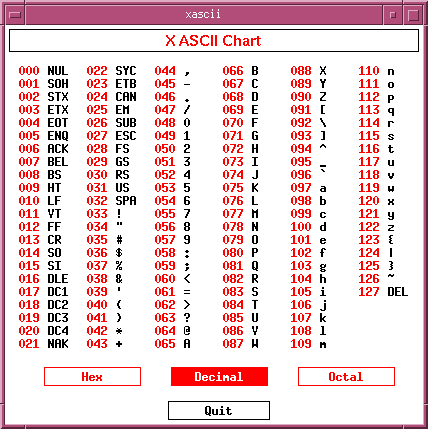 xascii
X ASCII Chart
000 NUL 022 SYC 044 , 066 B 088 X 110 n
001 SOH 023 ETB 045 - 067 C 089 Y 111 o
002 STX 024 CAN 046 . 068 D 090 Z 112 p
003 ETX 025 EM 047 / 069 E 091 [ 113 q
004 EOT 026 SUB 048 0 070 F 092 \ 114 r
005 ENQ 027 ESC 049 1 071 G 093 ] 115 s
006 ACK 028 FS 050 2 072 H 094 ^ 116 t
007 BEL 029 GS 051 3 073 I 095 _ 117 u
008 BS 030 RS 052 4 074 J 096 ` 118 v
009 HT 031 US 053 5 075 K 097 a 119 w
010 LF 032 SPA 054 6 076 L 098 b 120 x
011 VT 033 ! 055 7 077 M 099 c 121 y
012 FF 034 " 056 8 078 N 100 d 122 z
013 CR 035 # 057 9 079 O 101 e 123 {
014 SO 036 $ 058 : 080 P 102 f 124 |
015 SI 037 % 059 ; 081 Q 103 g 125 }
016 DLE 038 & 060 < 082 R 104 h 126 ~
017 DC1 039 ' 061 = 083 S 105 i 127 DEL
018 DC2 040 ( 062 > 084 T 106 j
019 DC3 041 ) 063 ? 085 U 107 k
020 DC4 042 * 064 @ 086 V 108 l
021 NAK 043 + 065 A 087 W 109 m
Hex Decimal Octal
Quit